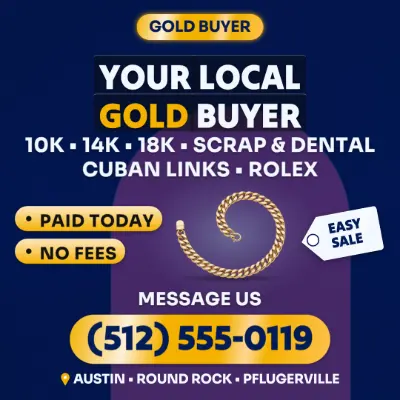 GOLD BUYER
YOUR LOCAL
GOLD BUYER
10K ▪ 14K ▪ 18K ▪ SCRAP & DENTAL
CUBAN LINKS ▪ ROLEX
• PAID TODAY
• NO FEES
EASY
SALE
MESSAGE US
(512) 555-0119
AUSTIN ▪ ROUND ROCK ▪ PFLUGERVILLE